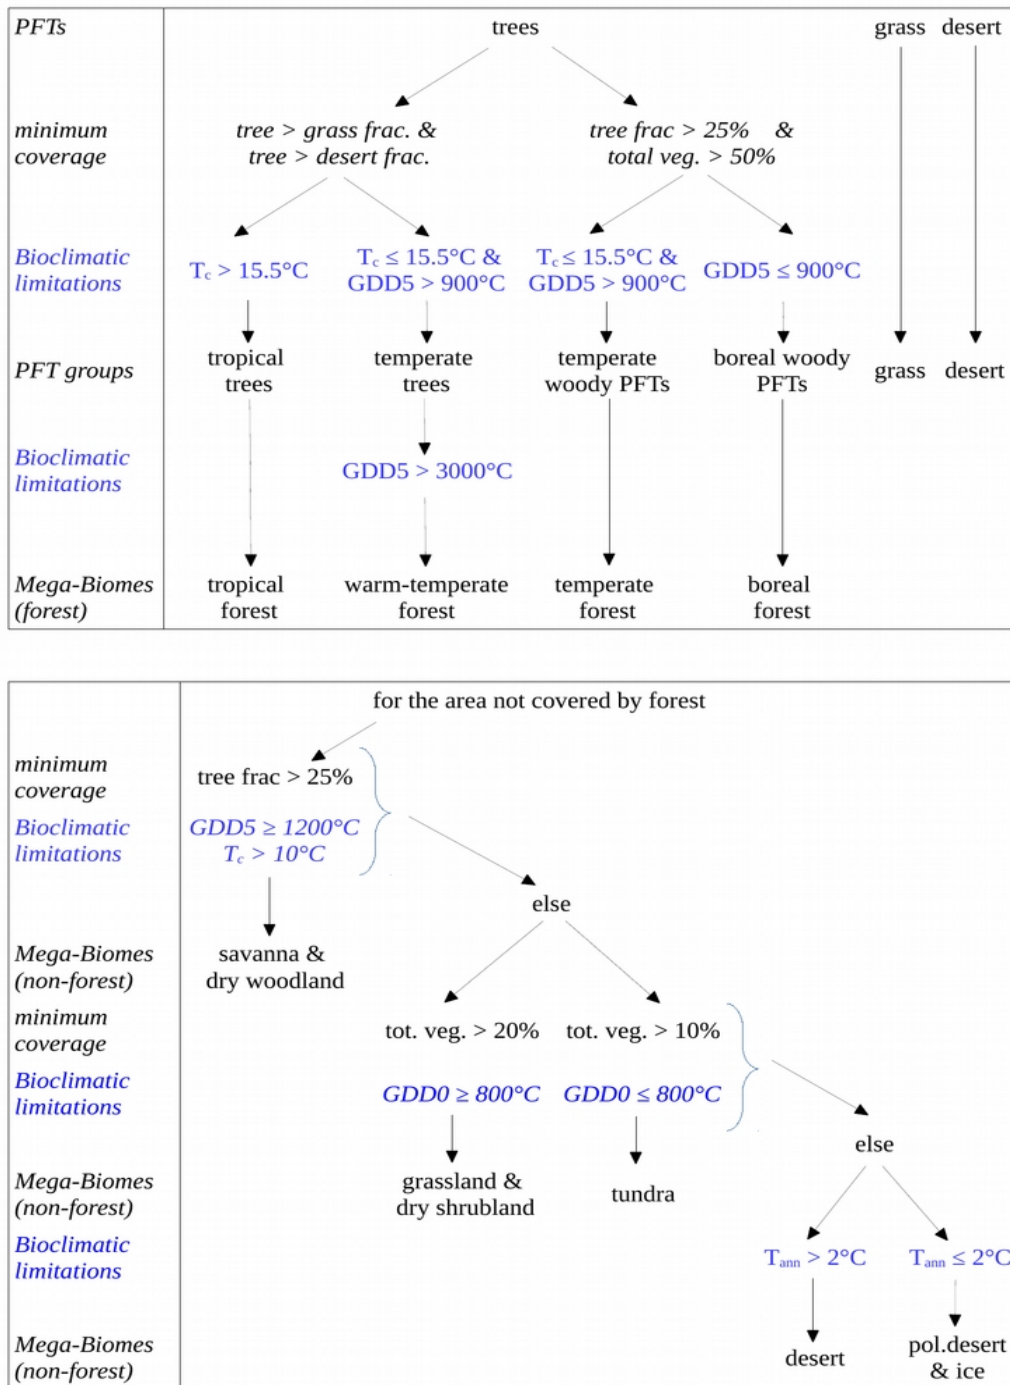 PFTs trees grass desert
minimum coverage
tree > grass frac. &
tree > desert frac.
tree frac > 25% &
total veg. > 50%
Bioclimatic limitations
T_c > 15.5°C
T_c ≤ 15.5°C &
GDD5 > 900°C
T_c ≤ 15.5°C &
GDD5 > 900°C
GDD5 ≤ 900°C
PFT groups
tropical
trees
temperate
trees
temperate
woody PFTs
boreal woody
PFTs
grass desert
Bioclimatic
limitations
GDD5 > 3000°C
Mega-Biomes
(forest)
tropical
forest
warm-temperate
forest
temperate
forest
boreal
forest
for the area not covered by forest
minimum
coverage
tree frac > 25%
Bioclimatic
limitations
GDD5 ≥ 1200°C
T_c > 10°C
else
Mega-Biomes
(non-forest)
savanna &
dry woodland
minimum
coverage
tot. veg. > 20%
tot. veg. > 10%
Bioclimatic
limitations
GDD0 ≥ 800°C
GDD0 ≤ 800°C
else
Mega-Biomes
(non-forest)
grassland &
dry shrubland
tundra
Bioclimatic
limitations
T_ann > 2°C
T_ann ≤ 2°C
Mega-Biomes
(non-forest)
desert
pol.desert
& ice